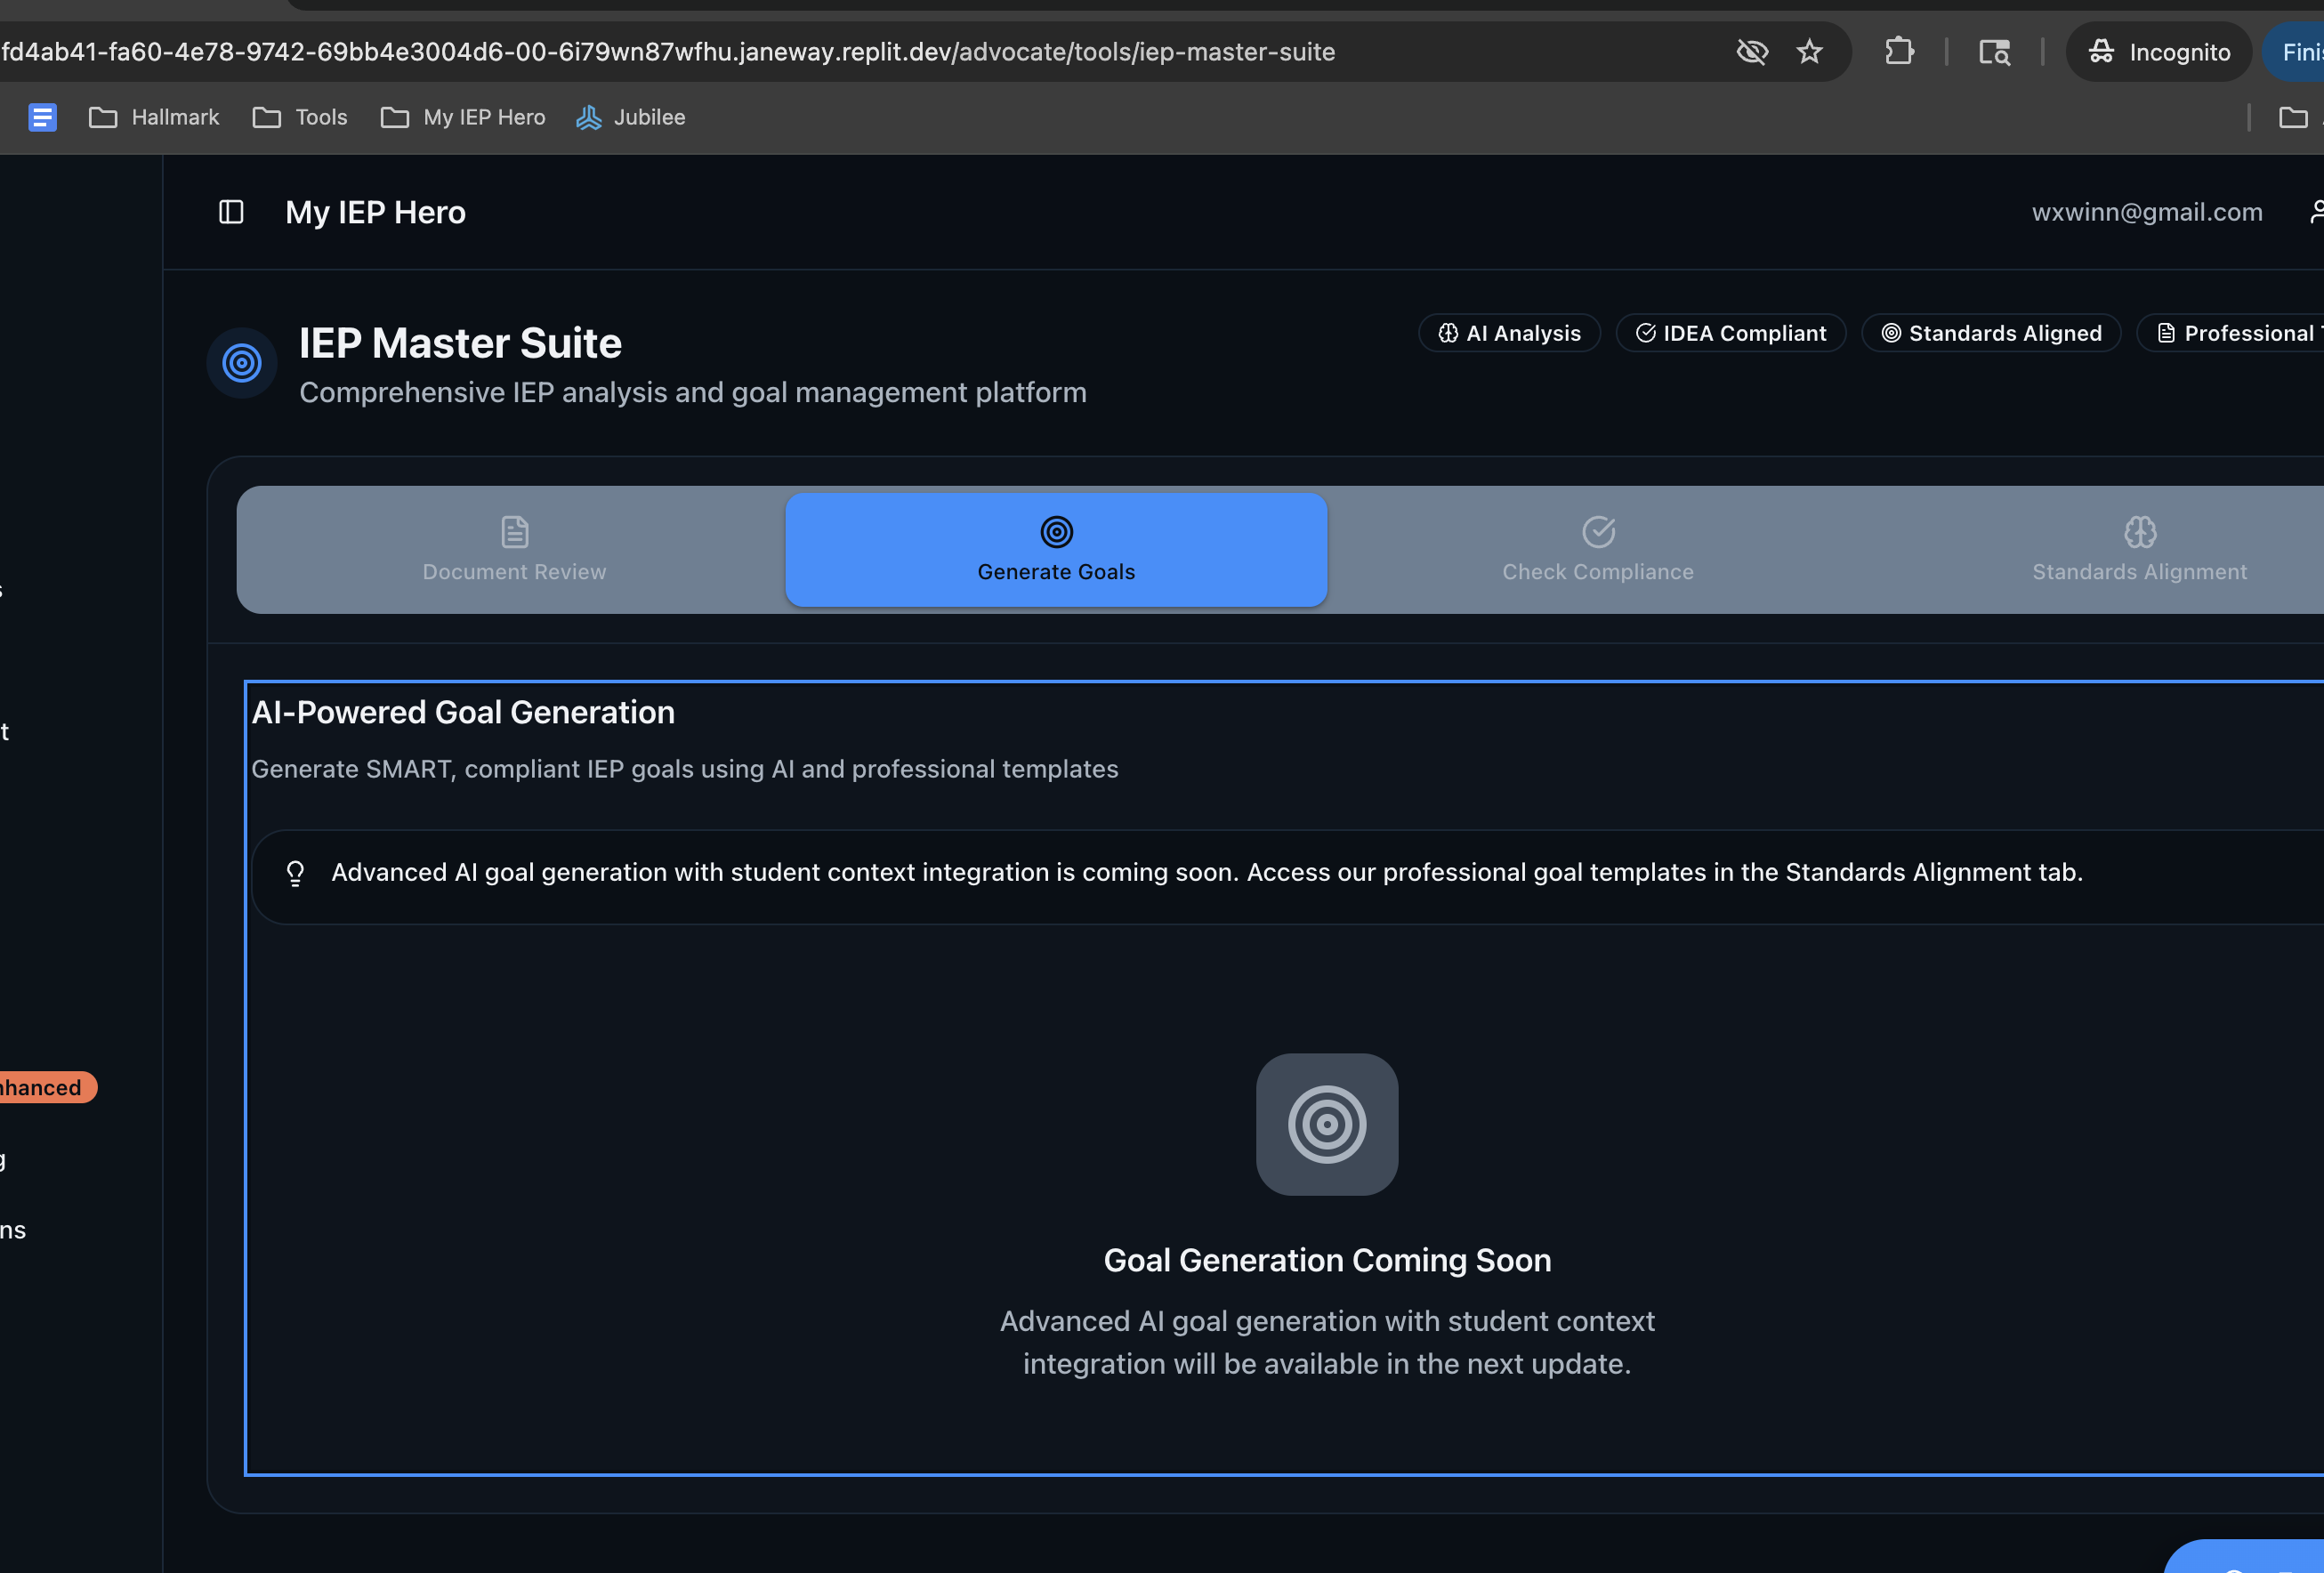 fd4ab41-fa60-4e78-9742-69bb4e3004d6-00-6i79wn87wfhu.janeway.replit.dev/advocate/tools/iep-master-suite
Incognito
Hallmark
Tools
My IEP Hero
Jubilee
My IEP Hero
wxwinn@gmail.com
IEP Master Suite
AI Analysis
IDEA Compliant
Standards Aligned
Professional
Comprehensive IEP analysis and goal management platform
Document Review
Generate Goals
Check Compliance
Standards Alignment
AI-Powered Goal Generation
Generate SMART, compliant IEP goals using AI and professional templates
Advanced AI goal generation with student context integration is coming soon. Access our professional goal templates in the Standards Alignment tab.
nhanced
ns
Goal Generation Coming Soon
Advanced AI goal generation with student context
integration will be available in the next update.